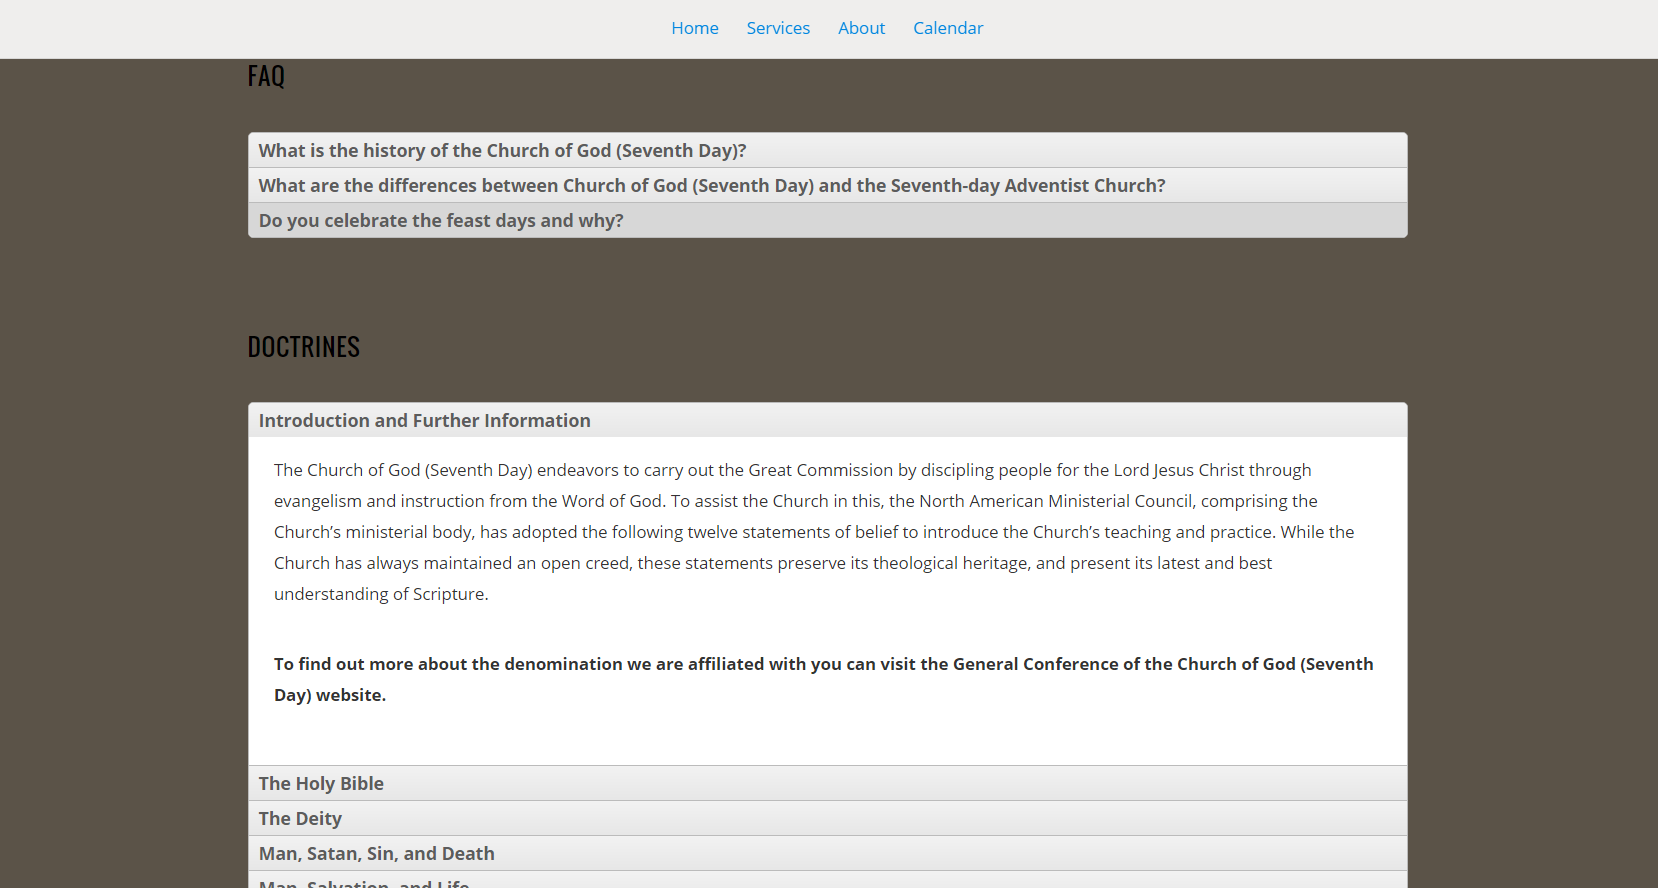 Home Services About Calendar
FAQ
What is the history of the Church of God (Seventh Day)?
What are the differences between Church of God (Seventh Day) and the Seventh-day Adventist Church?
Do you celebrate the feast days and why?
DOCTRINES
Introduction and Further Information
The Church of God (Seventh Day) endeavors to carry out the Great Commission by discipling people for the Lord Jesus Christ through
evangelism and instruction from the Word of God. To assist the Church in this, the North American Ministerial Council, comprising the
Church’s ministerial body, has adopted the following twelve statements of belief to introduce the Church’s teaching and practice. While the
Church has always maintained an open creed, these statements preserve its theological heritage, and present its latest and best
understanding of Scripture.
To find out more about the denomination we are affiliated with you can visit the General Conference of the Church of God (Seventh
Day) website.
The Holy Bible
The Deity
Man, Satan, Sin, and Death
Man, Salvation, and Life